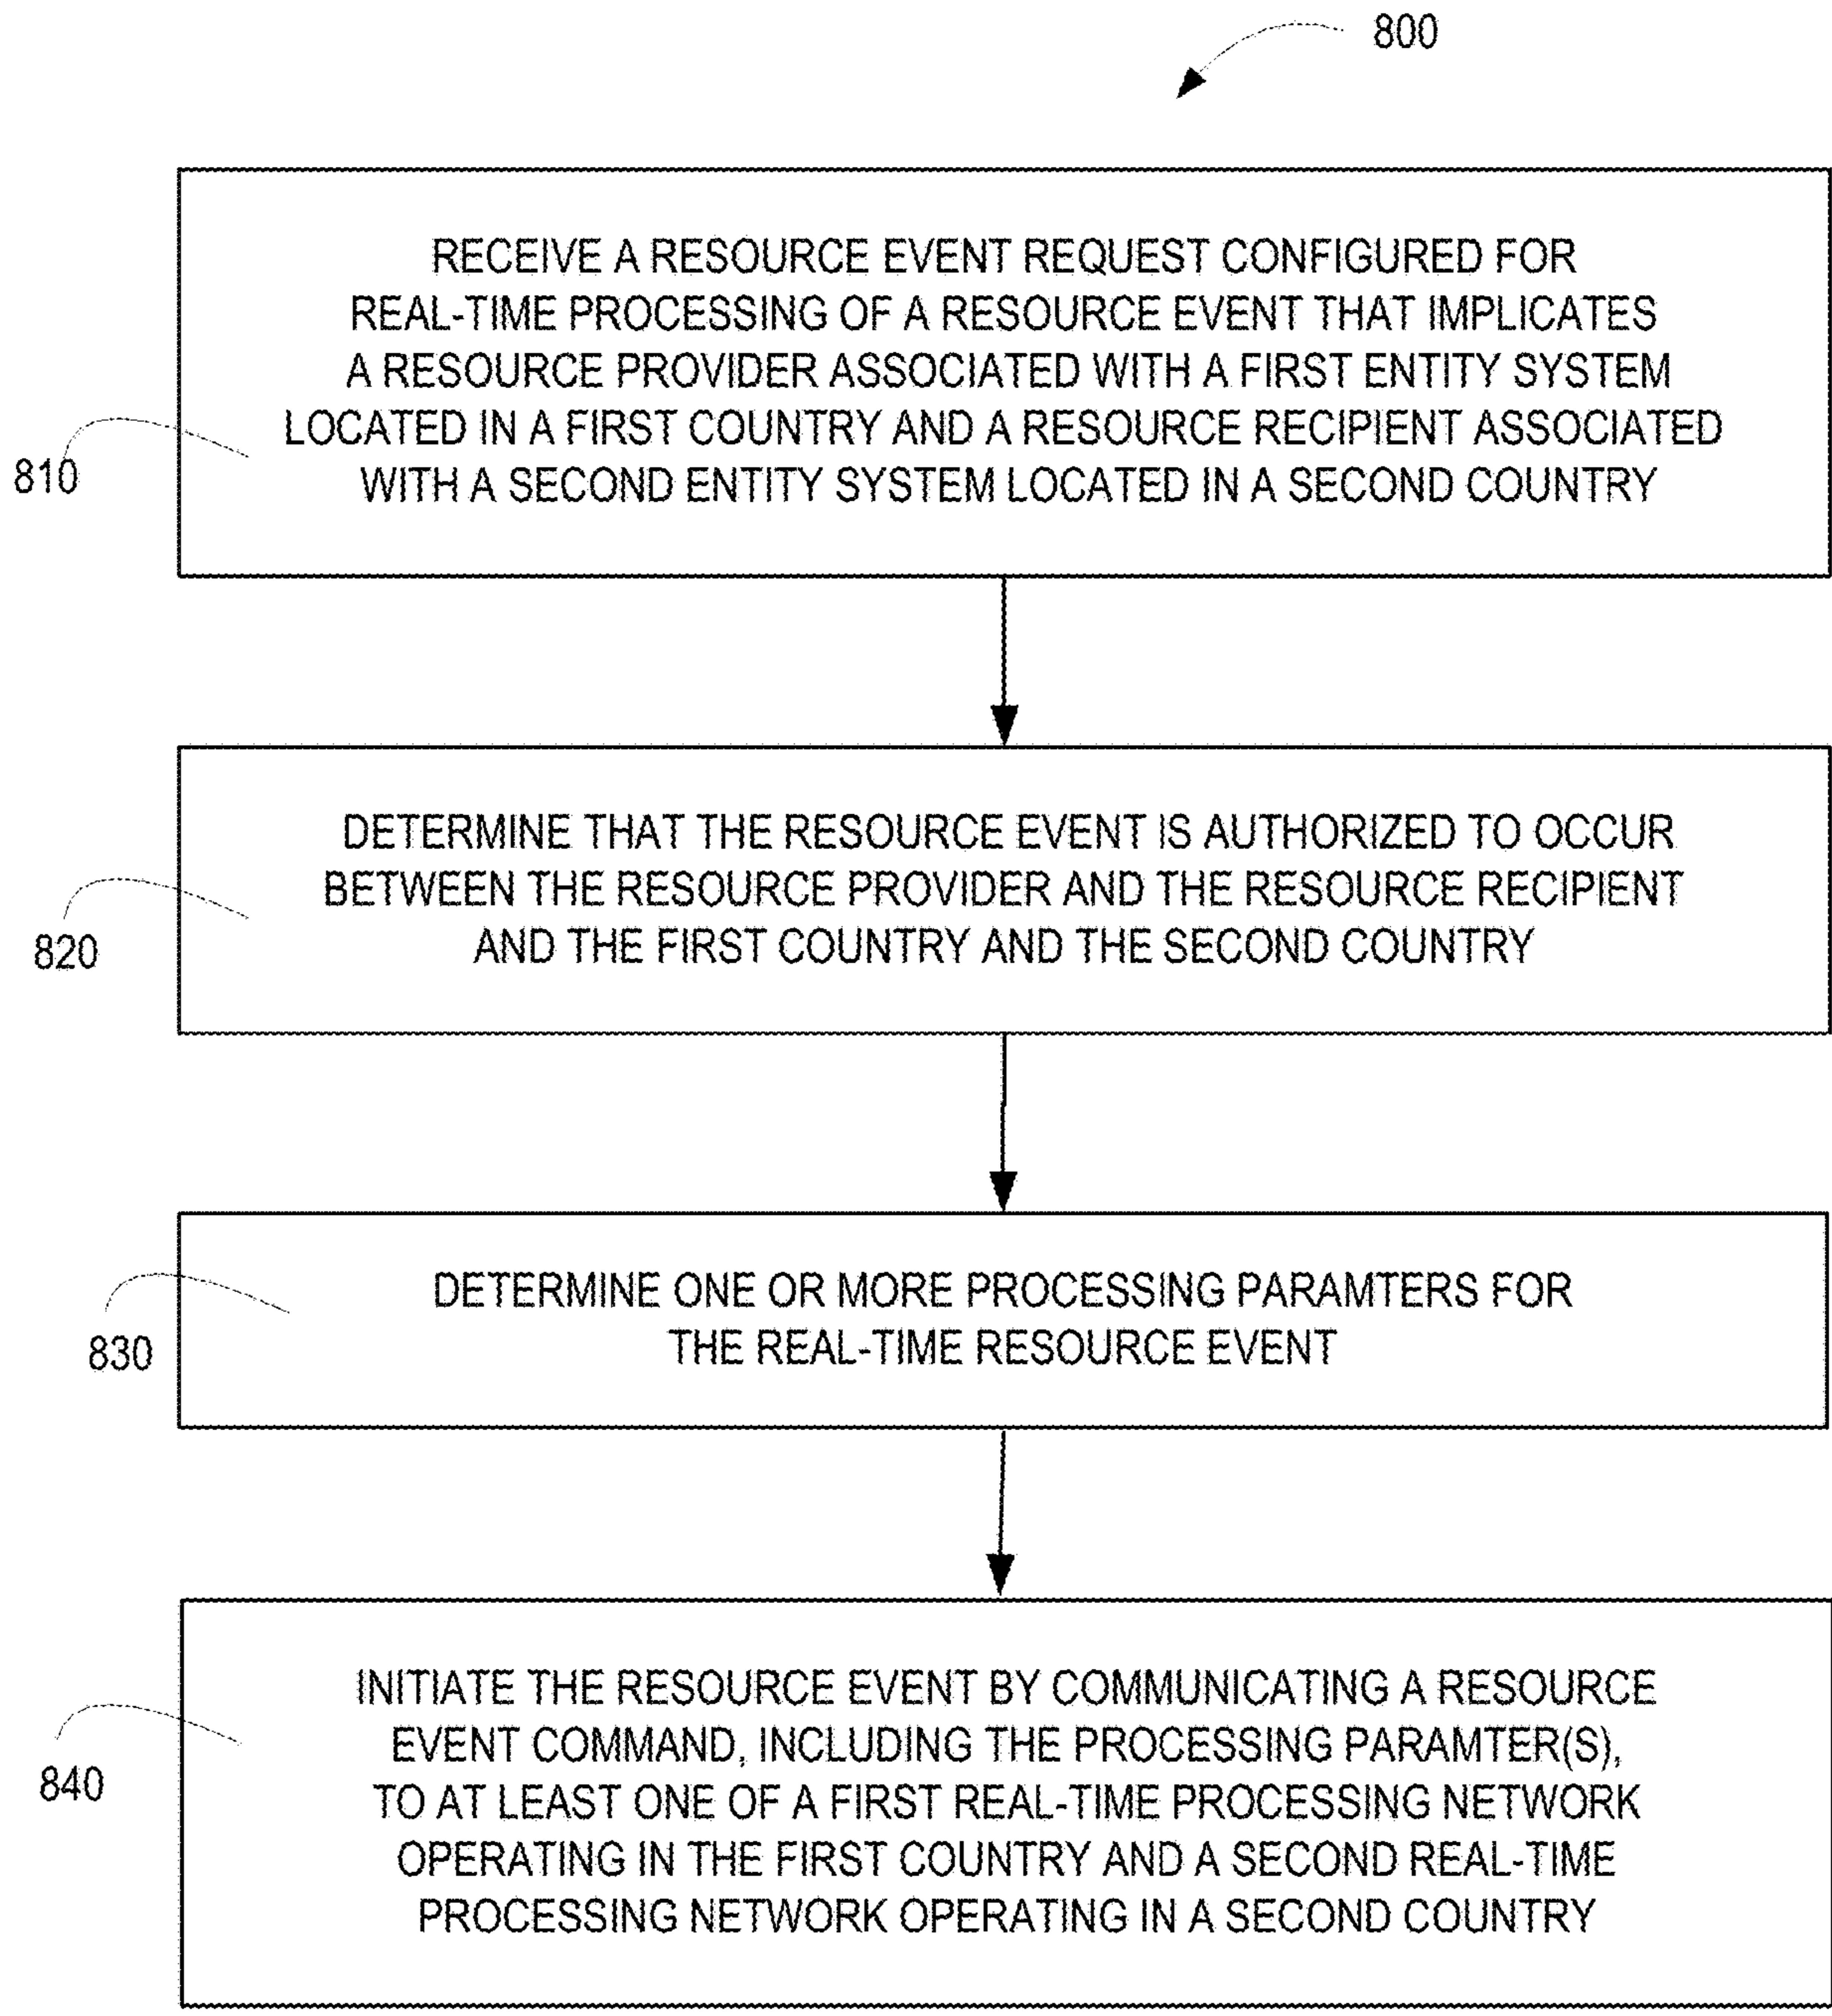 800
RECEIVE A RESOURCE EVENT REQUEST CONFIGURED FOR
REAL-TIME PROCESSING OF A RESOURCE EVENT THAT IMPLICATES
A RESOURCE PROVIDER ASSOCIATED WITH A FIRST ENTITY SYSTEM
LOCATED IN A FIRST COUNTRY AND A RESOURCE RECIPIENT ASSOCIATED
WITH A SECOND ENTITY SYSTEM LOCATED IN A SECOND COUNTRY
810
DETERMINE THAT THE RESOURCE EVENT IS AUTHORIZED TO OCCUR
BETWEEN THE RESOURCE PROVIDER AND THE RESOURCE RECIPIENT
AND THE FIRST COUNTRY AND THE SECOND COUNTRY
820
DETERMINE ONE OR MORE PROCESSING PARAMTERS FOR
THE REAL-TIME RESOURCE EVENT
830
INITIATE THE RESOURCE EVENT BY COMMUNICATING A RESOURCE
EVENT COMMAND, INCLUDING THE PROCESSING PARAMTER(S),
TO AT LEAST ONE OF A FIRST REAL-TIME PROCESSING NETWORK
OPERATING IN THE FIRST COUNTRY AND A SECOND REAL-TIME
PROCESSING NETWORK OPERATING IN A SECOND COUNTRY
840